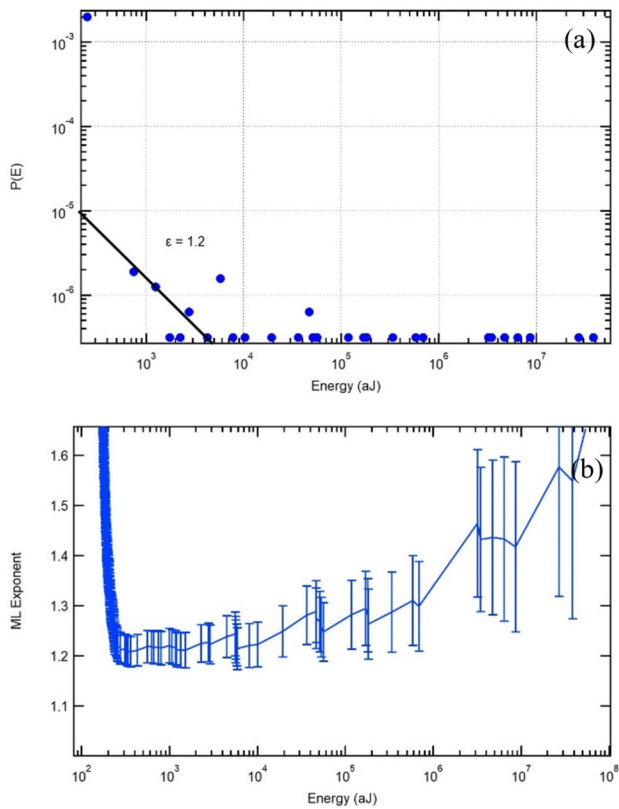 (a)
10⁻³
10⁻⁴
P(E)
10⁻⁵
ε = 1.2
10⁻⁶
10³ 10⁴ 10⁵ 10⁶ 10⁷
Energy (aJ)
(b)
1.6
1.5
1.4
ML Exponent
1.3
1.2
1.1
10² 10³ 10⁴ 10⁵ 10⁶ 10⁷ 10⁸
Energy (aJ)